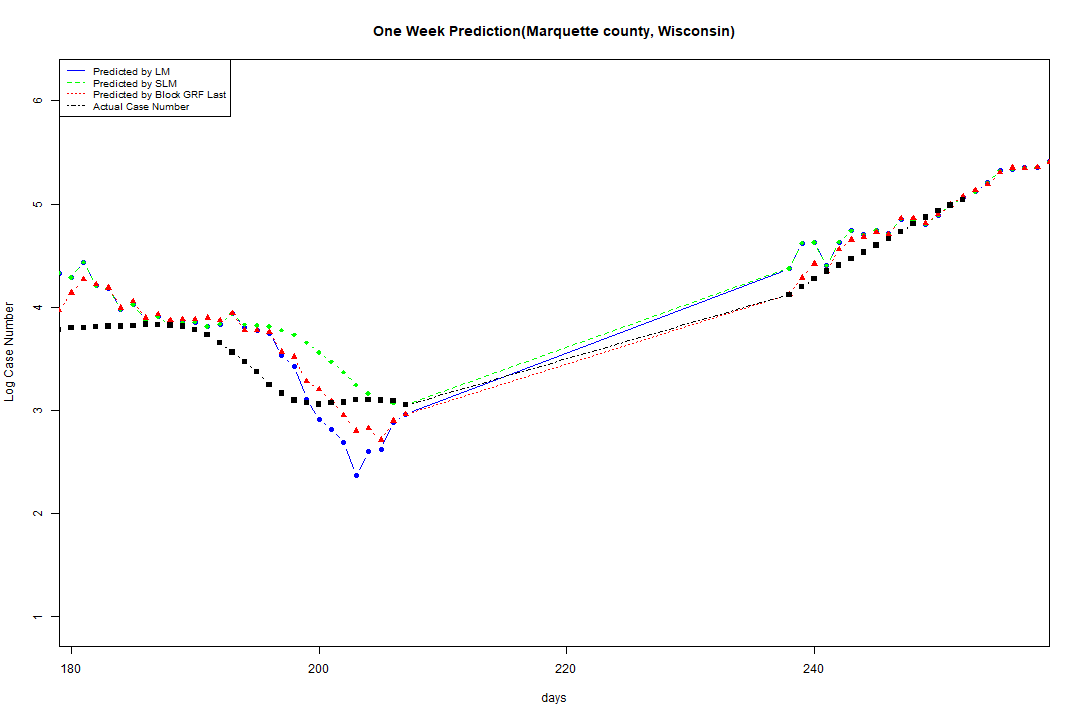 One Week Prediction(Marquette county, Wisconsin)
Predicted by LM
Predicted by SLM
Predicted by Block GRF Last
Actual Case Number
6
5
4
3
2
1
Log Case Number
180 200 220 240
days